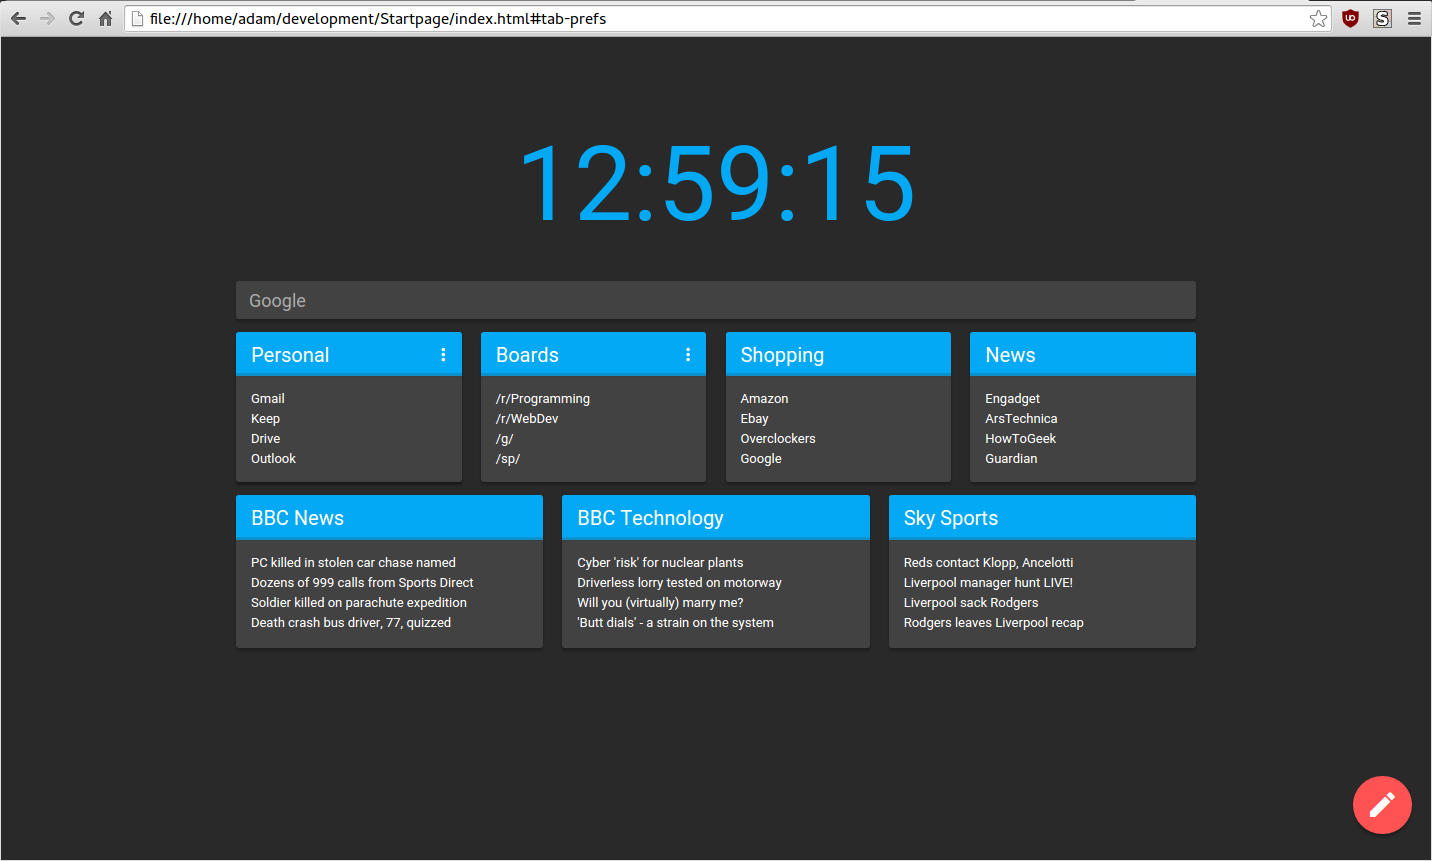 file:///home/adam/development/Startpage/index.html#tab-prefs
12:59:15
Google
Personal
Gmail
Keep
Drive
Outlook
Boards
/r/Programming
/r/WebDev
/g/
/sp/
Shopping
Amazon
Ebay
Overclockers
Google
News
Engadget
ArsTechnica
HowToGeek
Guardian
BBC News
PC killed in stolen car chase named
Dozens of 999 calls from Sports Direct
Soldier killed on parachute expedition
Death crash bus driver, 77, quizzed
BBC Technology
Cyber 'risk' for nuclear plants
Driverless lorry tested on motorway
Will you (virtually) marry me?
'Butt dials' - a strain on the system
Sky Sports
Reds contact Klopp, Ancelotti
Liverpool manager hunt LIVE!
Liverpool sack Rodgers
Rodgers leaves Liverpool recap